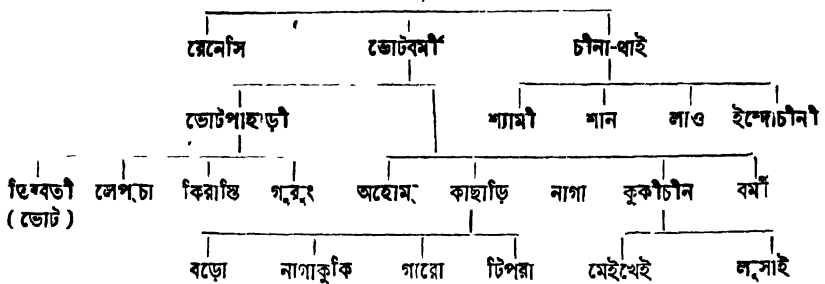 রেনেসি ভোটবর্মী চীনা-থাই
ভোটপাহাড়ী শ্যামী শান লাও ইন্দোচীনী
তিব্বতী লেপ্‌চা কিরান্তি গুরুং অহোম্ কাছাড়ি নাগা কুকীচীন বর্মী
(ভোট)
বড়ো নাগাকুকি গারো টিপরা মেইথেই লুসাই